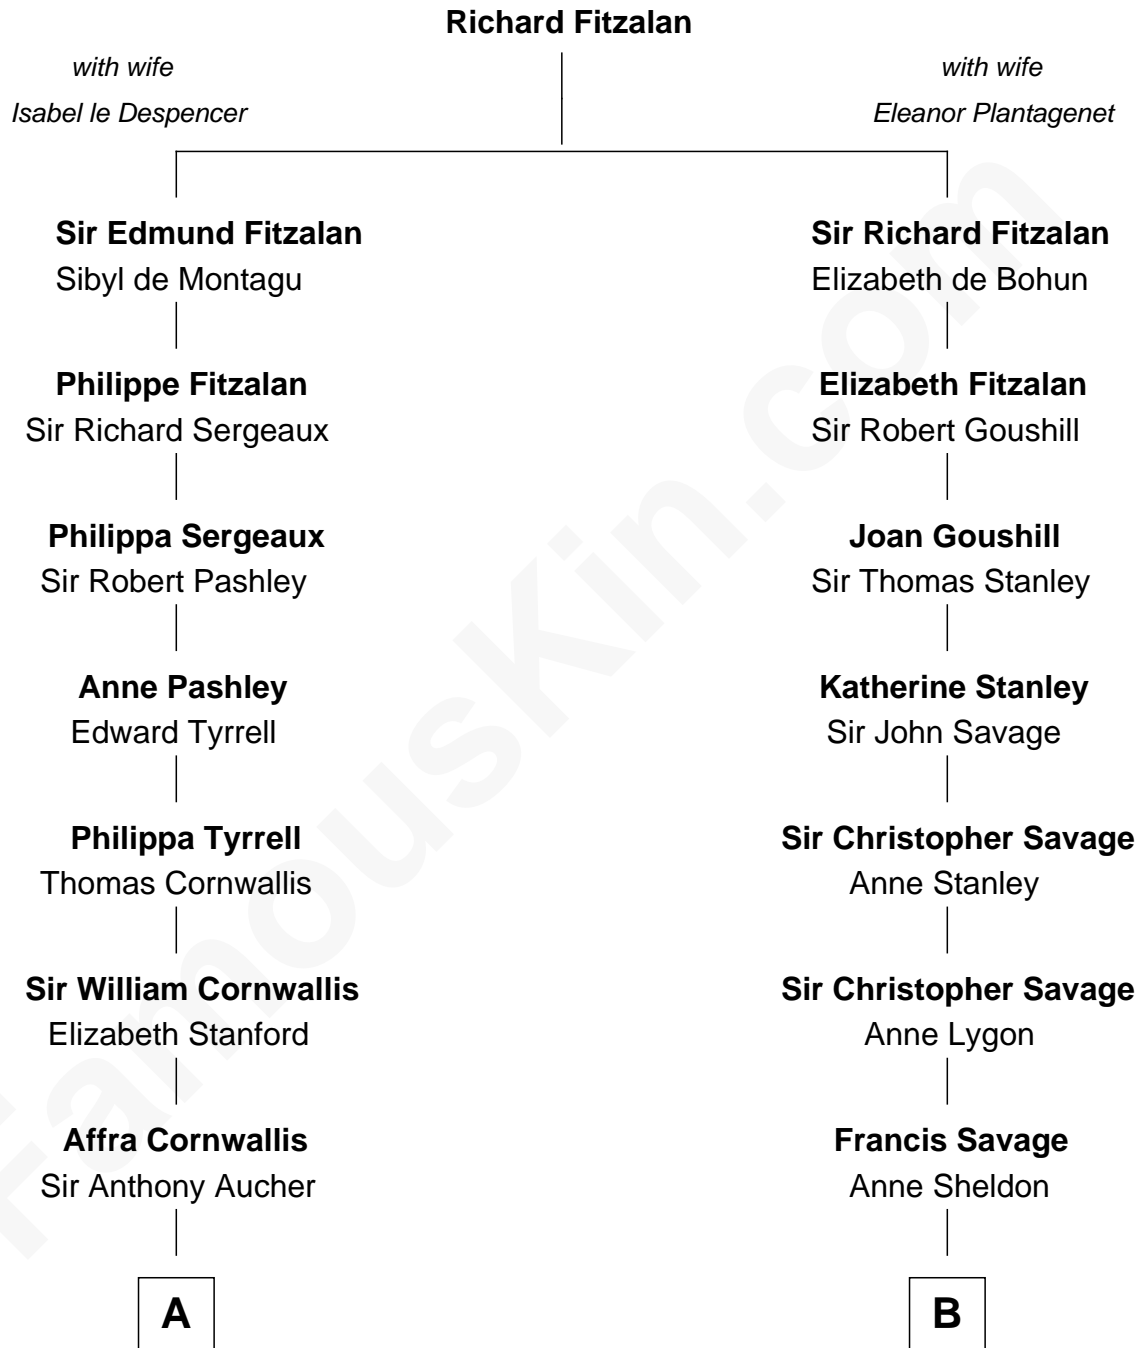 Richard Fitzalan
with wife
Isabel le Despencer
with wife
Eleanor Plantagenet
Sir Edmund Fitzalan
Sibyl de Montagu
Sir Richard Fitzalan
Elizabeth de Bohun
Philippe Fitzalan
Sir Richard Sergeaux
Elizabeth Fitzalan
Sir Robert Goushill
Philippa Sergeaux
Sir Robert Pashley
Joan Goushill
Sir Thomas Stanley
Anne Pashley
Edward Tyrrell
Katherine Stanley
Sir John Savage
Philippa Tyrrell
Thomas Cornwallis
Sir Christopher Savage
Anne Stanley
Sir William Cornwallis
Elizabeth Stanford
Sir Christopher Savage
Anne Lygon
Affra Cornwallis
Sir Anthony Aucher
Francis Savage
Anne Sheldon
A
B
FamousKin.com